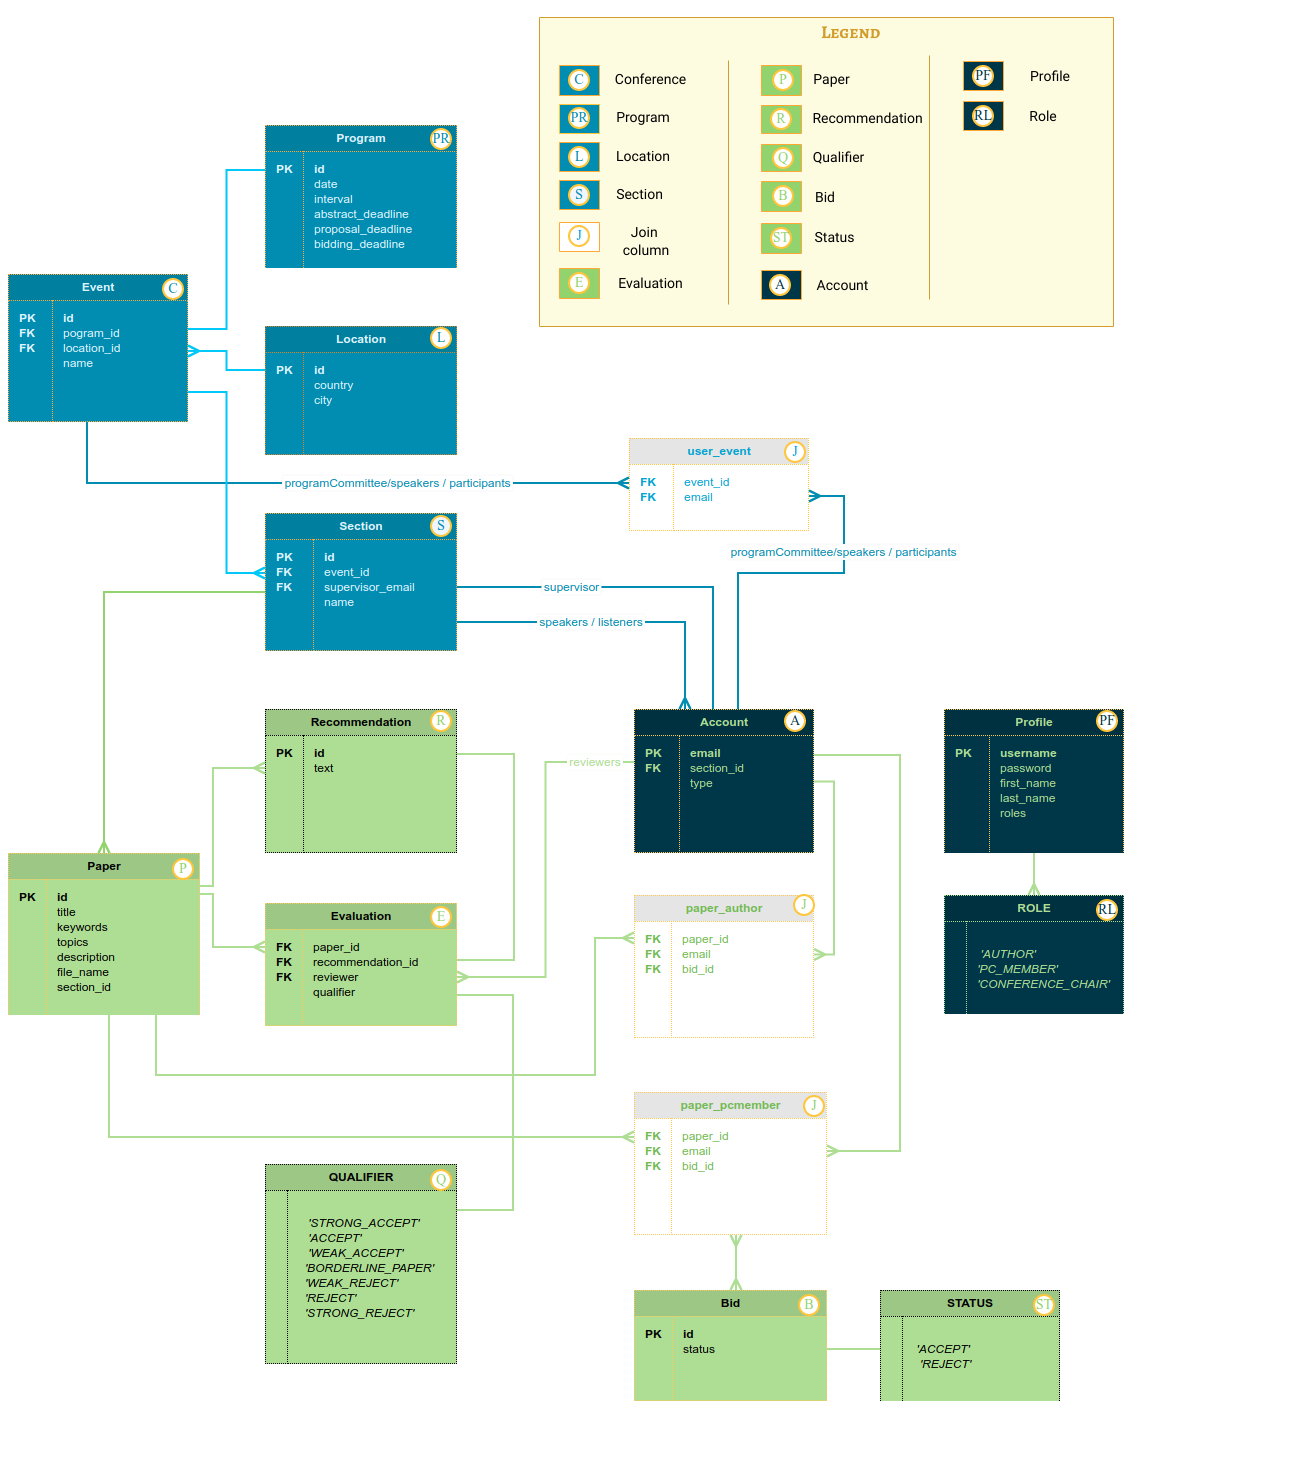 LEGEND
C Conference
PR Program
L Location
S Section
J Join
column
E Evaluation
P Paper
R Recommendation
Q Qualifier
B Bid
ST Status
A Account
PF Profile
RL Role
Program PR
PK id
date
interval
abstract_deadline
proposal_deadline
bidding_deadline
Event C
PK id
FK pogram_id
FK location_id
name
Location L
PK id
country
city
user_event J
FK event_id
FK email
programCommittee/speakers / participants
Section S
PK id
FK event_id
FK supervisor_email
name
programCommittee/speakers / participants
supervisor
speakers / listeners
Recommendation R
PK id
text
reviewers
Account A
PK email
FK section_id
type
Profile PF
PK username
password
first_name
last_name
roles
Paper P
PK id
title
keywords
topics
description
file_name
section_id
Evaluation E
FK paper_id
FK recommendation_id
FK reviewer
qualifier
paper_author J
FK paper_id
FK email
FK bid_id
ROLE RL
'AUTHOR'
'PC_MEMBER'
'CONFERENCE_CHAIR'
paper_pcmember J
FK paper_id
FK email
FK bid_id
QUALIFIER Q
'STRONG_ACCEPT'
'ACCEPT'
'WEAK_ACCEPT'
'BORDERLINE_PAPER'
'WEAK_REJECT'
'REJECT'
'STRONG_REJECT'
Bid B
PK id
status
STATUS ST
'ACCEPT'
'REJECT'